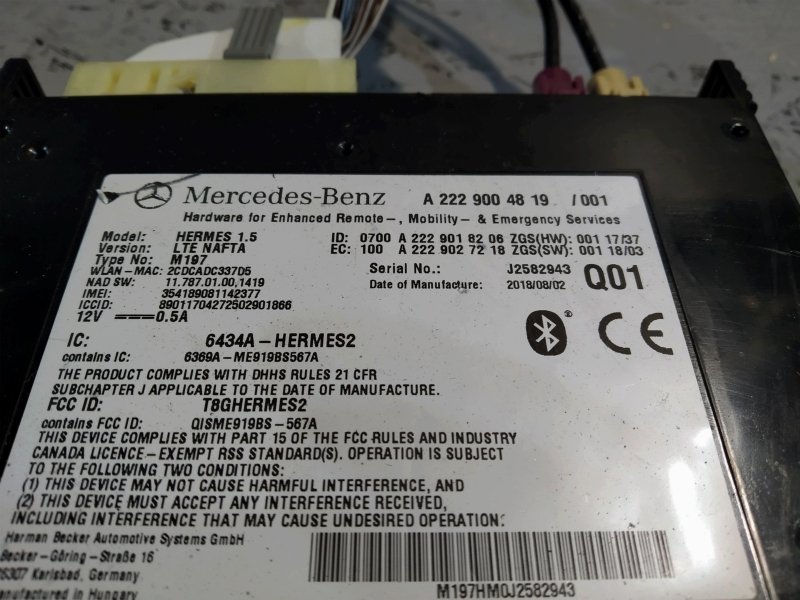 Mercedes-Benz A 222 900 48 19 /001
Hardware for Enhanced Remote-, Mobility- & Emergency Services
Model: HERMES 1.5 ID: 0700 A 222 901 82 06 ZGS(HW): 001 17/37
Version: LTE NAFTA EC: 100 A 222 902 72 18 ZGS(SW): 001 18/03
Type No: M197
WLAN-MAC: 2CDCADC337D5 Serial No.: J2582943 Q01
NAD SW: 11.787.01.00.1419 Date of Manufacture: 2018/08/02
IMEI: 354189081142377
ICCID: 89011704272502901866
12V 0.5A
IC: 6434A-HERMES2
contains IC: 6369A-ME919BS567A
THE PRODUCT COMPLIES WITH DHHS RULES 21 CFR
SUBCHAPTER J APPLICABLE TO THE DATE OF MANUFACTURE.
FCC ID: T8GHERMES2
contains FCC ID: QISME919BS-567A
THIS DEVICE COMPLIES WITH PART 15 OF THE FCC RULES AND INDUSTRY
CANADA LICENCE-EXEMPT RSS STANDARD(S). OPERATION IS SUBJECT
TO THE FOLLOWING TWO CONDITIONS:
(1) THIS DEVICE MAY NOT CAUSE HARMFUL INTERFERENCE, AND
(2) THIS DEVICE MUST ACCEPT ANY INTERFERENCE RECEIVED,
INCLUDING INTERFERENCE THAT MAY CAUSE UNDESIRED OPERATION.
Harman Becker Automotive Systems GmbH
Becker-Göring-Straße 16
76307 Karlsbad, Germany
Manufactured in Hungary
M197HM0J2582943
CE